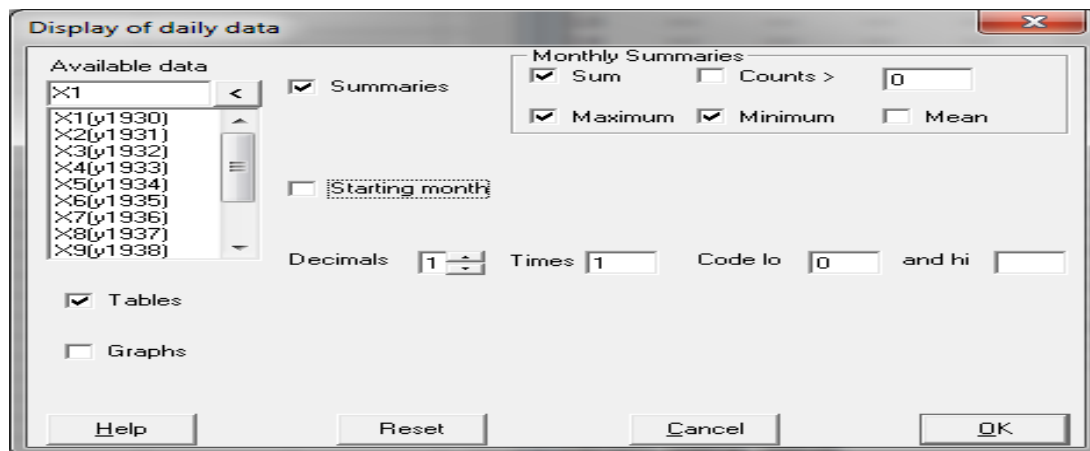 Display of daily data
Available data
X1
<
X1(y1930)
X2(y1931)
X3(y1932)
X4(y1933)
X5(y1934)
X6(y1935)
X7(y1936)
X8(y1937)
X9(y1938)
Summaries
Monthly Summaries
Sum
Counts >
0
Maximum
Minimum
Mean
Starting month
Decimals
1
Times
1
Code lo
0
and hi
Tables
Graphs
Help
Reset
Cancel
OK